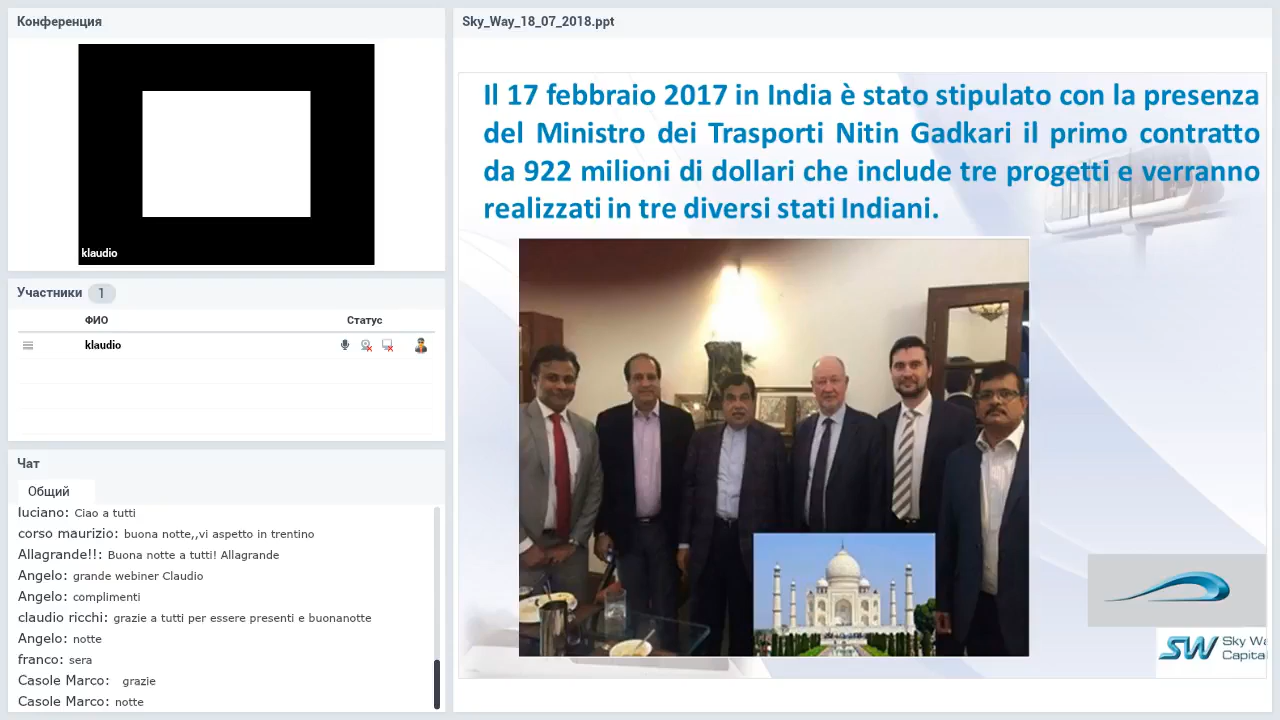 Конференция
klaudio
Участники 1
ФИО Статус
klaudio
Чат
Общий
luciano: Ciao a tutti
corso maurizio: buona notte,,vi aspetto in trentino
Allagrande!!: Buona notte a tutti! Allagrande
Angelo: grande webiner Claudio
Angelo: complimenti
claudio ricchi: grazie a tutti per essere presenti e buonanotte
Angelo: notte
franco: sera
Casole Marco: grazie
Casole Marco: notte
Sky_Way_18_07_2018.ppt
Il 17 febbraio 2017 in India è stato stipulato con la presenza
del Ministro dei Trasporti Nitin Gadkari il primo contratto
da 922 milioni di dollari che include tre progetti e verranno
realizzati in tre diversi stati Indiani.
SW Sky Wa
Capital